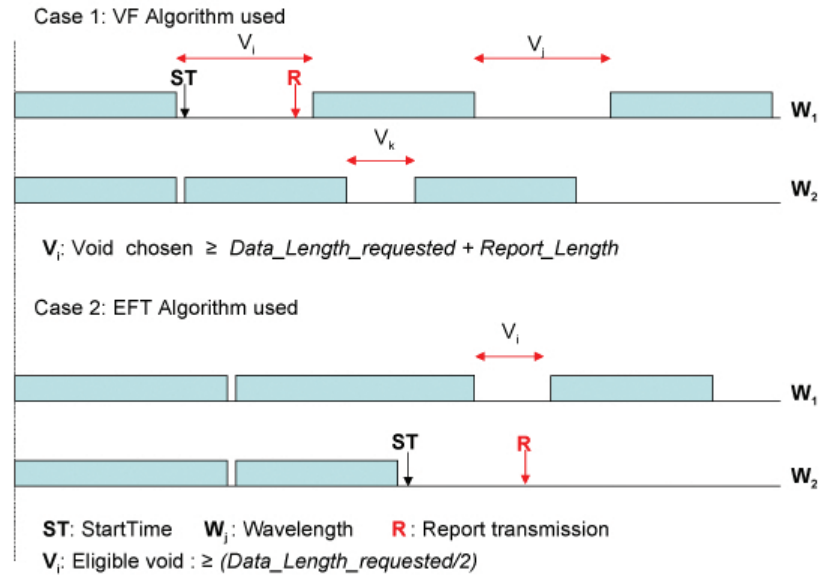 Case 1: VF Algorithm used
Vi
Vj
ST
R
W1
Vk
W2
Vi: Void chosen ≥ Data_Length_requested + Report_Length
Case 2: EFT Algorithm used
Vi
W1
ST
R
W2
ST: StartTime Wj: Wavelength R: Report transmission
Vi: Eligible void : ≥ (Data_Length_requested/2)